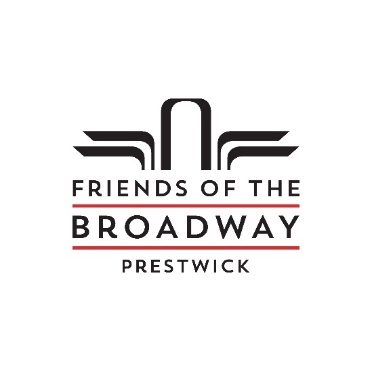 FRIENDS OF THE
BROADWAY
PRESTWICK